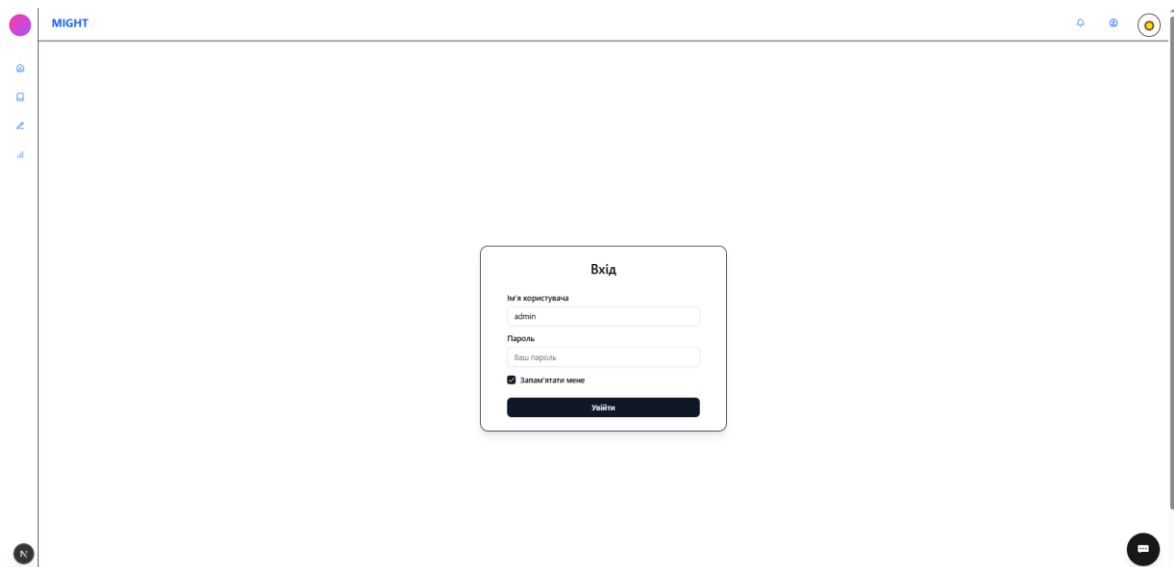 MIGHT
Вхід
Ім'я користувача
admin
Пароль
Ваш пароль
Запам'ятати мене
Увійти
N